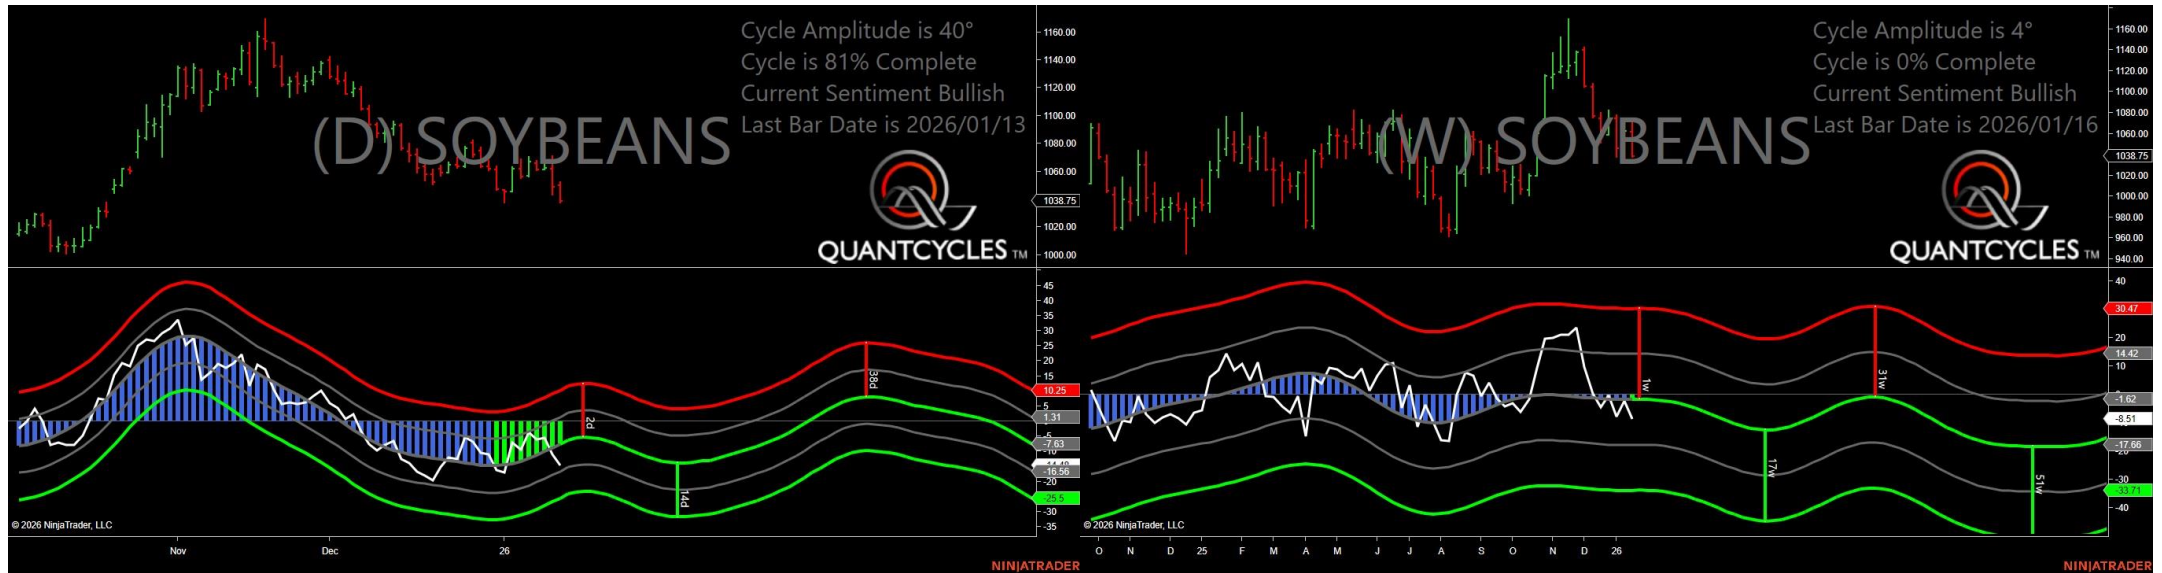 Cycle Amplitude is 40°
Cycle is 81% Complete
Current Sentiment Bullish
Last Bar Date is 2026/01/13
(D) SOYBEANS
QUANTCYCLES TM
1160.00
1140.00
1120.00
1100.00
1080.00
1060.00
1038.75
1020.00
1000.00
45
40
35
30
25
20
15
10.25
5
1.31
-5
-7.63
-10
-16.56
-20
-25.5
-30
-35
2d
14d
38d
© 2026 NinjaTrader, LLC
Nov
Dec
26
NINJATRADER
Cycle Amplitude is 4°
Cycle is 0% Complete
Current Sentiment Bullish
Last Bar Date is 2026/01/16
(W) SOYBEANS
QUANTCYCLES TM
1160.00
1140.00
1120.00
1100.00
1080.00
1060.00
1038.75
1020.00
1000.00
980.00
960.00
940.00
40
30.47
20
14.42
10
-1.62
-8.51
-17.66
-30
-33.71
-40
1w
17w
31w
51w
© 2026 NinjaTrader, LLC
O N D 25 F M A M J J A S O N D 26
NINJATRADER